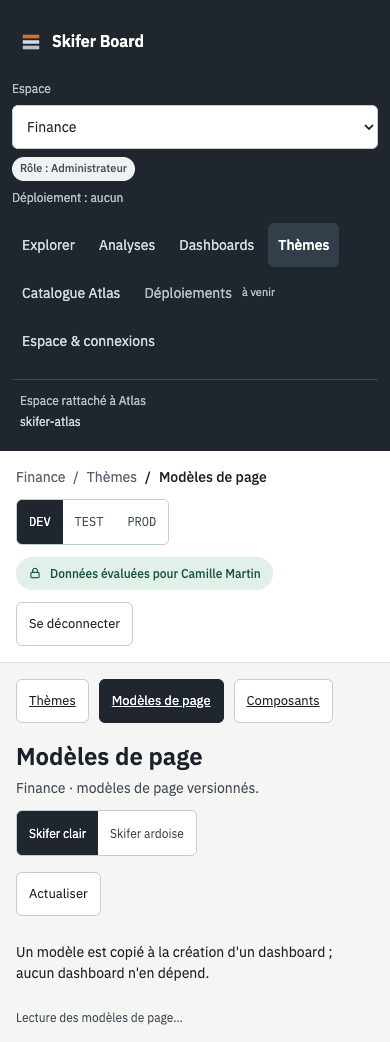 Skifer Board
Espace
Finance
Rôle : Administrateur
Déploiement : aucun
Explorer Analyses Dashboards Thèmes
Catalogue Atlas Déploiements à venir
Espace & connexions
Espace rattaché à Atlas
skifer-atlas
Finance / Thèmes / Modèles de page
DEV TEST PROD
Données évaluées pour Camille Martin
Se déconnecter
Thèmes Modèles de page Composants
Modèles de page
Finance · modèles de page versionnés.
Skifer clair Skifer ardoise
Actualiser
Un modèle est copié à la création d'un dashboard ;
aucun dashboard n'en dépend.
Lecture des modèles de page…